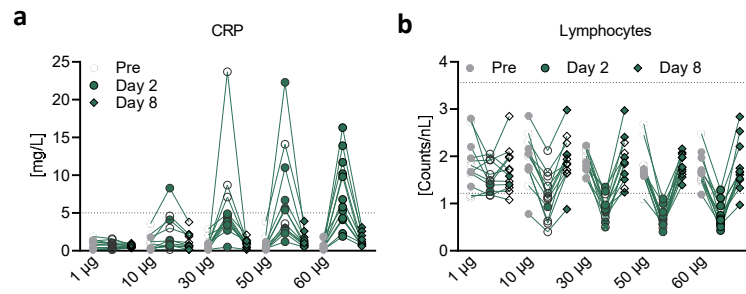 a
CRP
[mg/L]
25
20
15
10
5
0
Pre
Day 2
Day 8
1 µg
10 µg
30 µg
50 µg
60 µg
b
Lymphocytes
[Counts/nL]
4
3
2
1
0
Pre Day 2 Day 8
1 µg
10 µg
30 µg
50 µg
60 µg